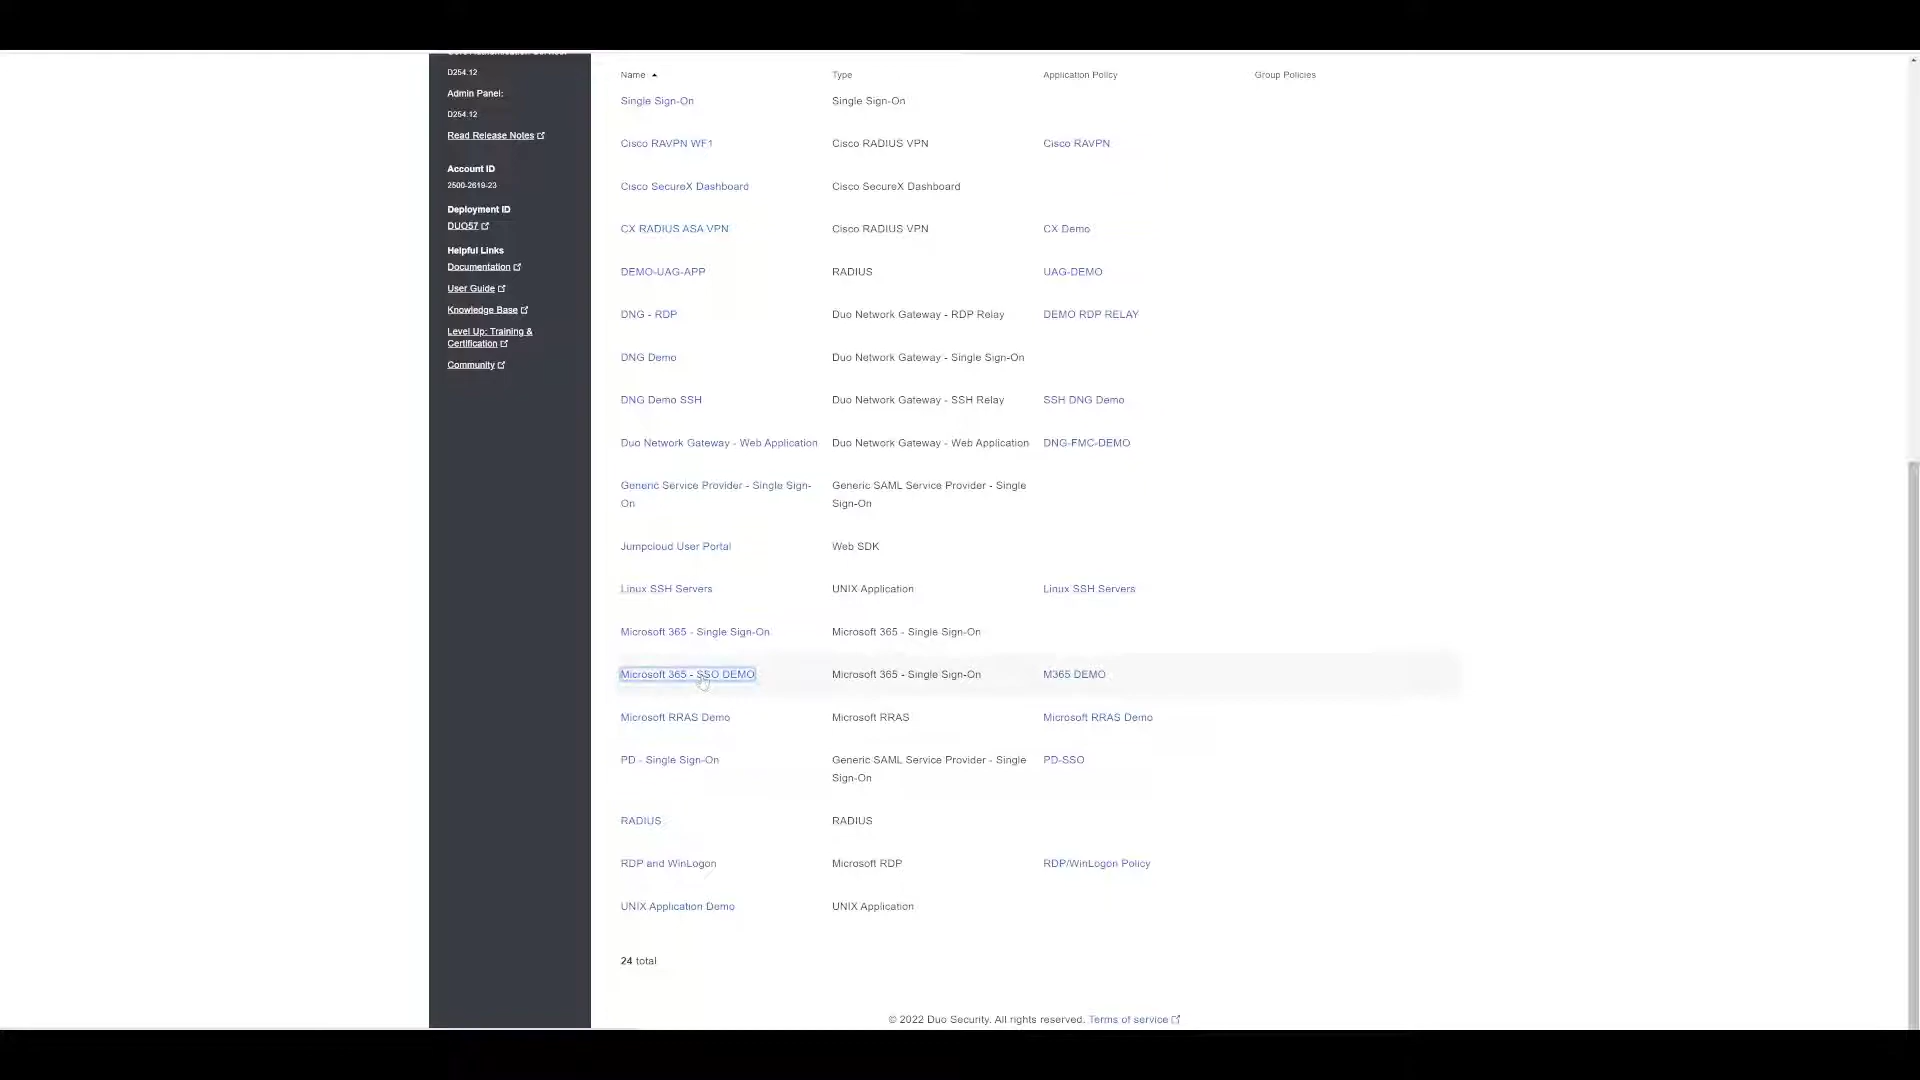 D254.12
Admin Panel:
D254.12
Read Release Notes
Account ID
2500-2619-23
Deployment ID
DUO57
Helpful Links
Documentation
User Guide
Knowledge Base
Level Up: Training &
Certification
Community
Name Type Application Policy Group Policies
Single Sign-On Single Sign-On
Cisco RAVPN WF1 Cisco RADIUS VPN Cisco RAVPN
Cisco SecureX Dashboard Cisco SecureX Dashboard
CX RADIUS ASA VPN Cisco RADIUS VPN CX Demo
DEMO-UAG-APP RADIUS UAG-DEMO
DNG - RDP Duo Network Gateway - RDP Relay DEMO RDP RELAY
DNG Demo Duo Network Gateway - Single Sign-On
DNG Demo SSH Duo Network Gateway - SSH Relay SSH DNG Demo
Duo Network Gateway - Web Application Duo Network Gateway - Web Application DNG-FMC-DEMO
Generic Service Provider - Single Sign- Generic SAML Service Provider - Single
On Sign-On
Jumpcloud User Portal Web SDK
Linux SSH Servers UNIX Application Linux SSH Servers
Microsoft 365 - Single Sign-On Microsoft 365 - Single Sign-On
Microsoft 365 - SSO DEMO Microsoft 365 - Single Sign-On M365 DEMO
Microsoft RRAS Demo Microsoft RRAS Microsoft RRAS Demo
PD - Single Sign-On Generic SAML Service Provider - Single PD-SSO
Sign-On
RADIUS RADIUS
RDP and WinLogon Microsoft RDP RDP/WinLogon Policy
UNIX Application Demo UNIX Application
24 total
© 2022 Duo Security. All rights reserved. Terms of service